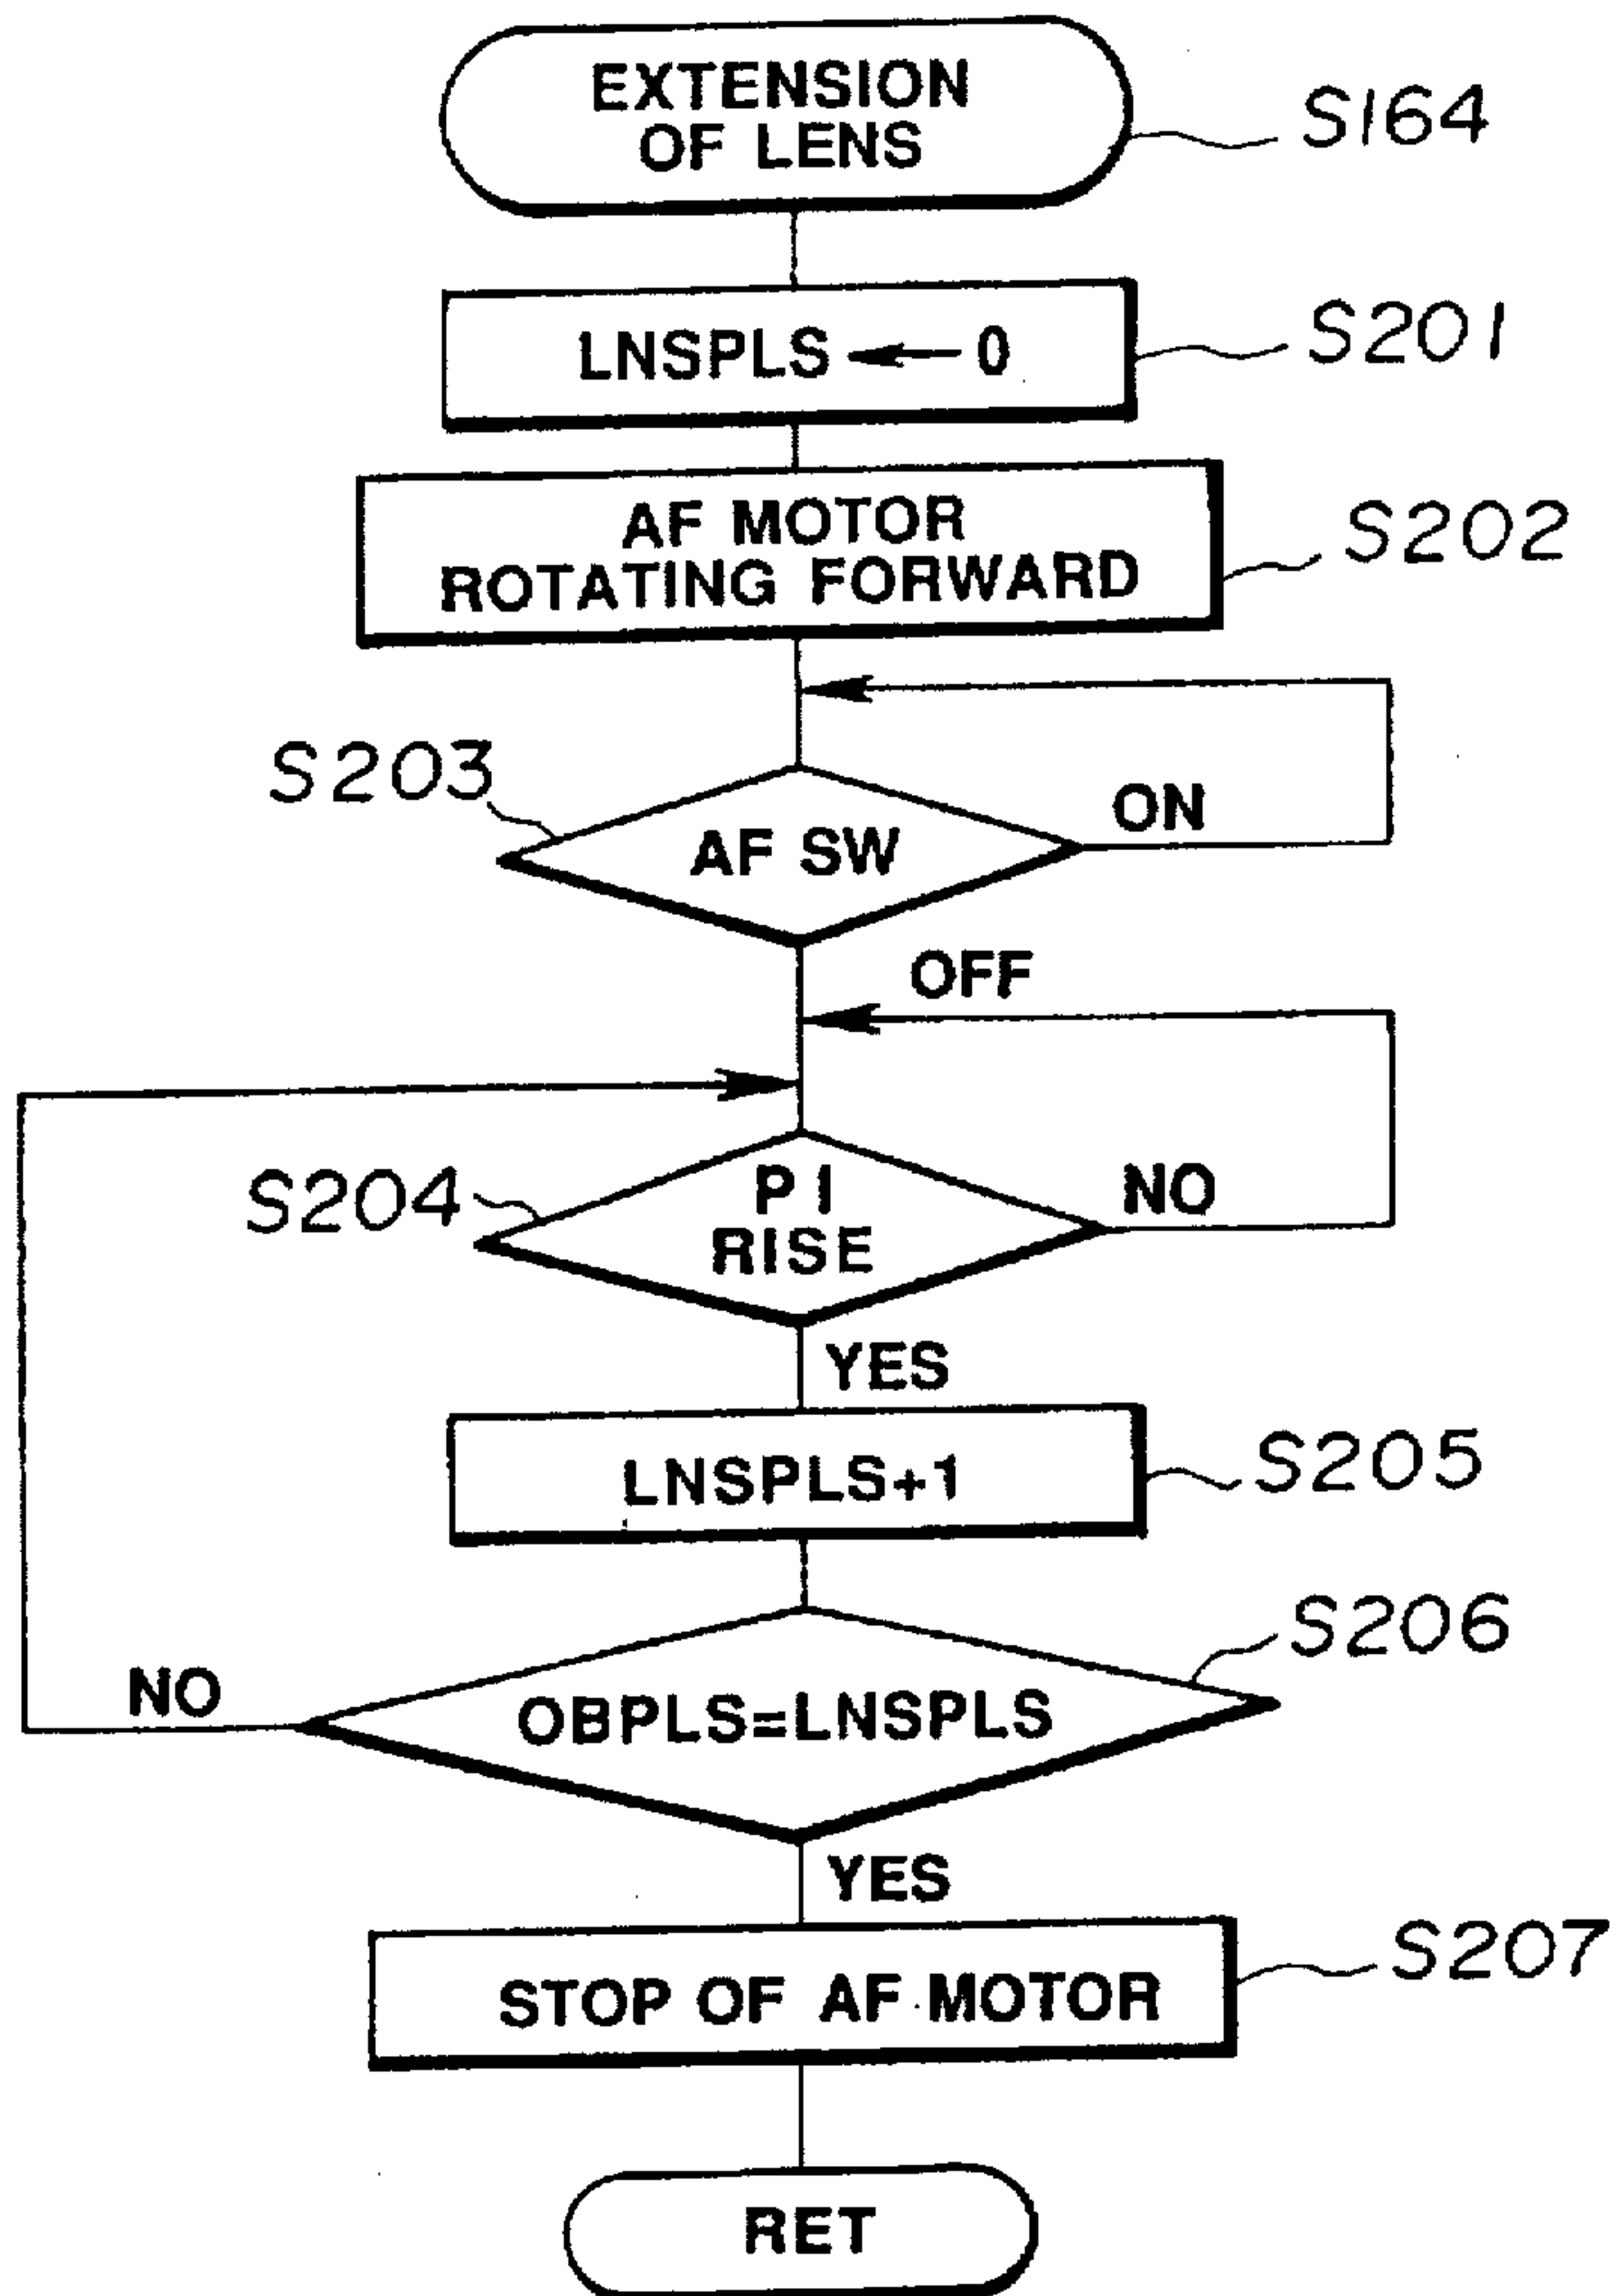 EXTENSION
OF LENS
S164
LNSPLS ← 0
S201
AF MOTOR
ROTATING FORWARD
S202
S203
AF SW
ON
OFF
S204
PI
RISE
NO
YES
LNSPLS+1
S205
S206
NO
OBPLS=LNSPLS
YES
STOP OF AF MOTOR
S207
RET